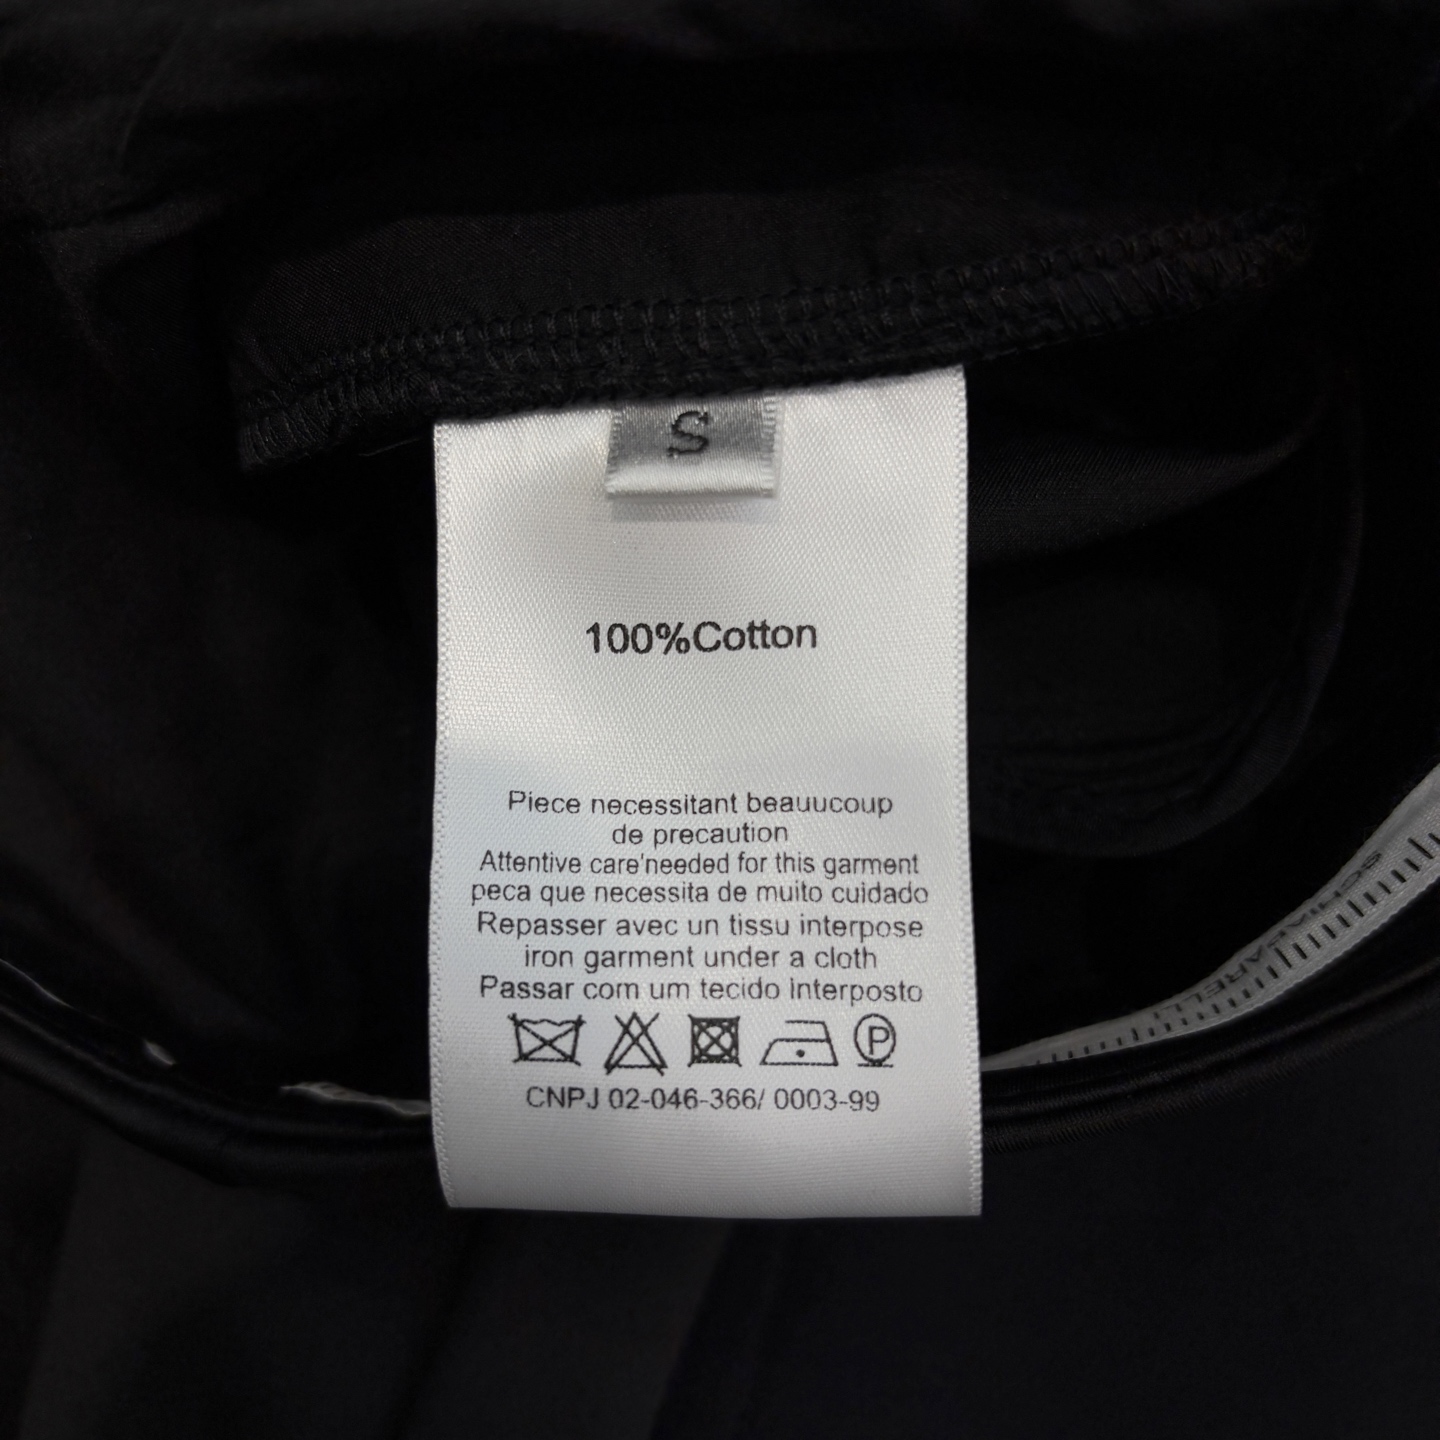 S
100%Cotton
Piece necessitant beauucoup
de precaution
Attentive care'needed for this garment
peca que necessita de muito cuidado
Repasser avec un tissu interpose
iron garment under a cloth
Passar com um tecido interposto
P
CNPJ 02-046-366/ 0003-99
SCHIAPARELLI